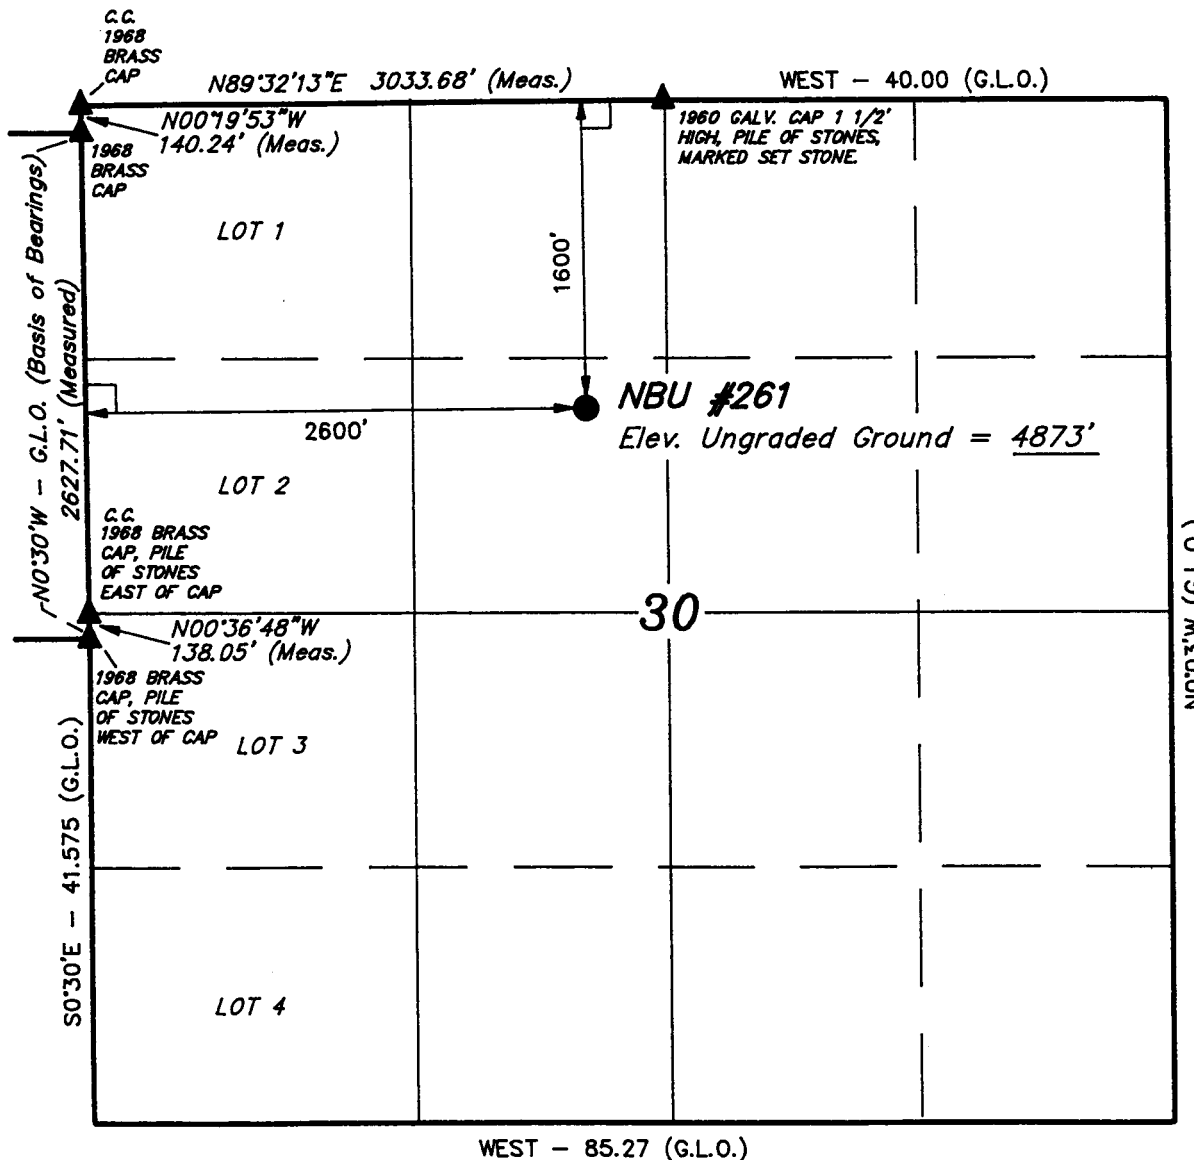 C.C.
1968
BRASS
CAP
N89°32'13"E 3033.68' (Meas.)
WEST – 40.00 (G.L.O.)
N00°19'53"W
140.24' (Meas.)
1968
BRASS
CAP
1960 GALV. CAP 1 1/2'
HIGH, PILE OF STONES,
MARKED SET STONE.
LOT 1
1600'
N0°30'W – G.L.O. (Basis of Bearings)
2627.71' (Measured)
NBU #261
Elev. Ungraded Ground = 4873'
2600'
LOT 2
C.C.
1968 BRASS
CAP, PILE
OF STONES
EAST OF CAP
30
N00°36'48"W
138.05' (Meas.)
1968 BRASS
CAP, PILE
OF STONES
WEST OF CAP
LOT 3
N0°03'W (G.L.O.)
S0°30'E – 41.575 (G.L.O.)
LOT 4
WEST – 85.27 (G.L.O.)